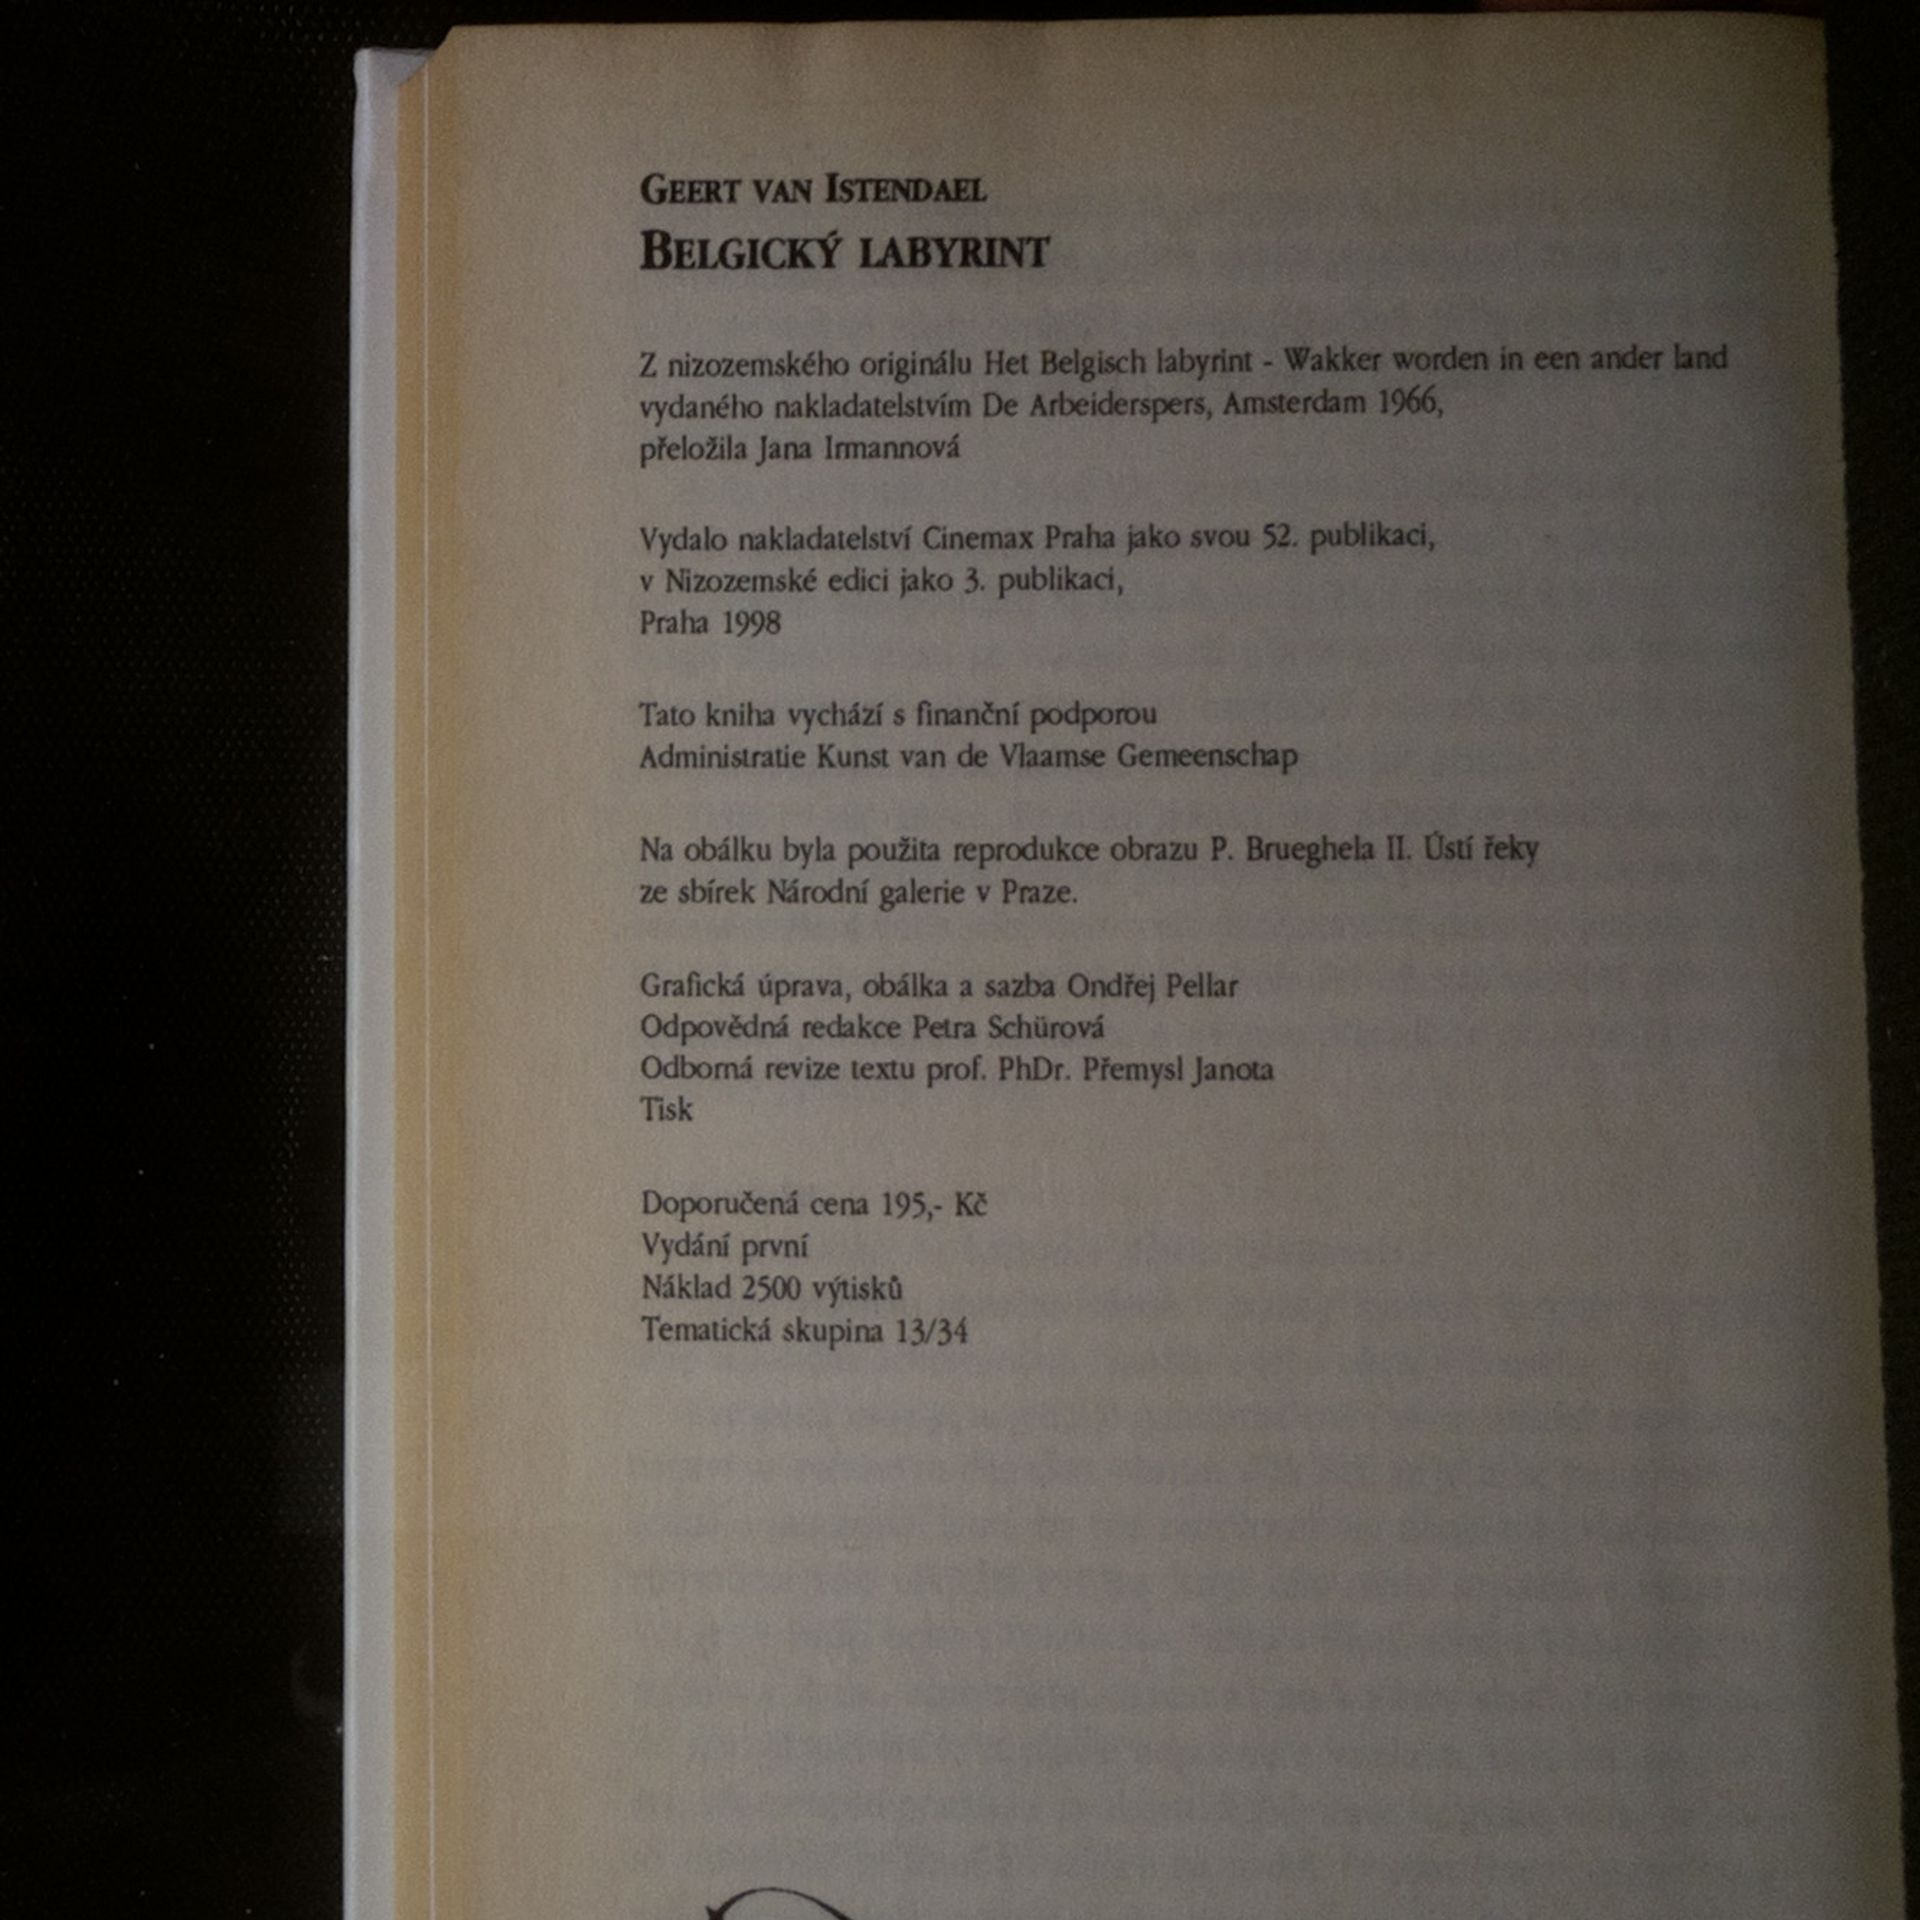 GEERT VAN ISTENDAEL
BELGICKÝ LABYRINT
Z nizozemského originálu Het Belgisch labyrint - Wakker worden in een ander land
vydaného nakladatelstvím De Arbeiderspers, Amsterdam 1966,
přeložila Jana Irmannová
Vydalo nakladatelství Cinemax Praha jako svou 52. publikaci,
v Nizozemské edici jako 3. publikaci,
Praha 1998
Tato kniha vychází s finanční podporou
Administratie Kunst van de Vlaamse Gemeenschap
Na obálku byla použita reprodukce obrazu P. Brueghela II. Ústí řeky
ze sbírek Národní galerie v Praze.
Grafická úprava, obálka a sazba Ondřej Pellar
Odpovědná redakce Petra Schürová
Odborná revize textu prof. PhDr. Přemysl Janota
Tisk
Doporučená cena 195,- Kč
Vydání první
Náklad 2500 výtisků
Tematická skupina 13/34